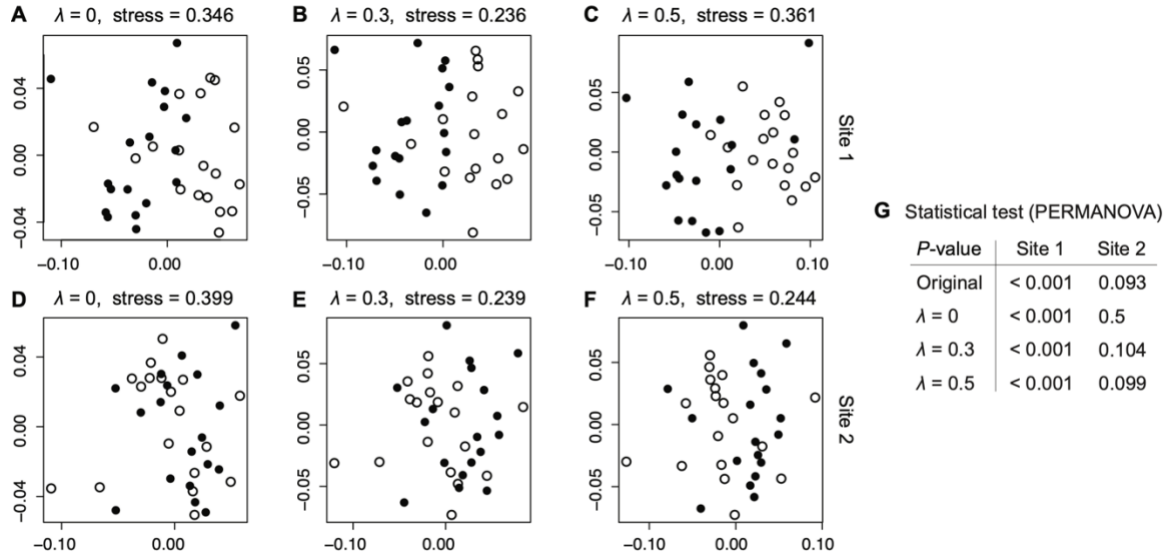 A λ = 0, stress = 0.346
B λ = 0.3, stress = 0.236
C λ = 0.5, stress = 0.361
0.04
0.00
−0.04
−0.10
0.00
0.05
0.00
−0.05
−0.10
0.00
0.05
0.00
−0.05
−0.10
0.00
0.10
Site 1
D λ = 0, stress = 0.399
E λ = 0.3, stress = 0.239
F λ = 0.5, stress = 0.244
0.04
0.00
−0.04
−0.10
0.00
0.05
0.00
−0.05
−0.10
0.00
0.05
0.00
−0.05
−0.10
0.00
0.10
Site 2
G Statistical test (PERMANOVA)
P-value Site 1 Site 2
Original < 0.001 0.093
λ = 0 < 0.001 0.5
λ = 0.3 < 0.001 0.104
λ = 0.5 < 0.001 0.099